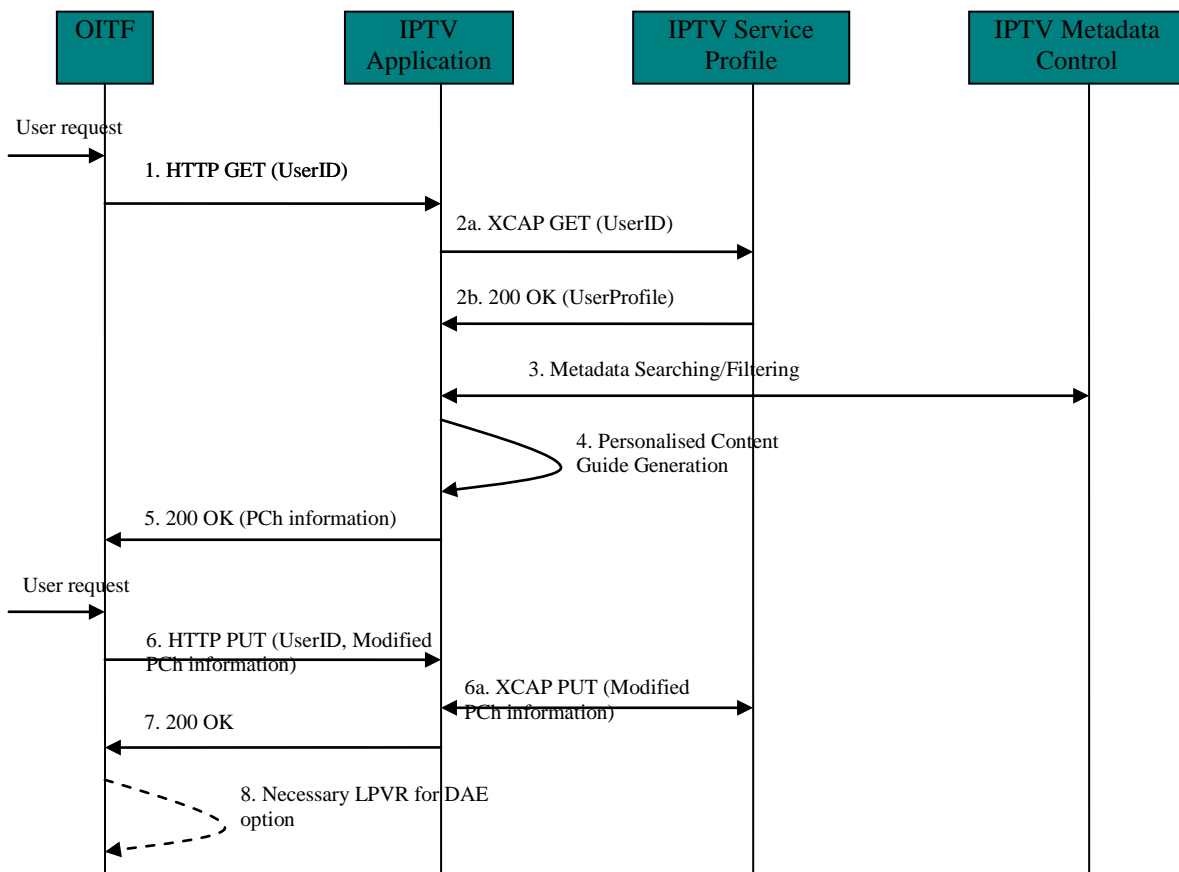 OITF
IPTV
Application
IPTV Service
Profile
IPTV Metadata
Control
User request
1. HTTP GET (UserID)
2a. XCAP GET (UserID)
2b. 200 OK (UserProfile)
3. Metadata Searching/Filtering
4. Personalised Content
Guide Generation
5. 200 OK (PCh information)
User request
6. HTTP PUT (UserID, Modified
PCh information)
6a. XCAP PUT (Modified
PCh information)
7. 200 OK
8. Necessary LPVR for DAE
option